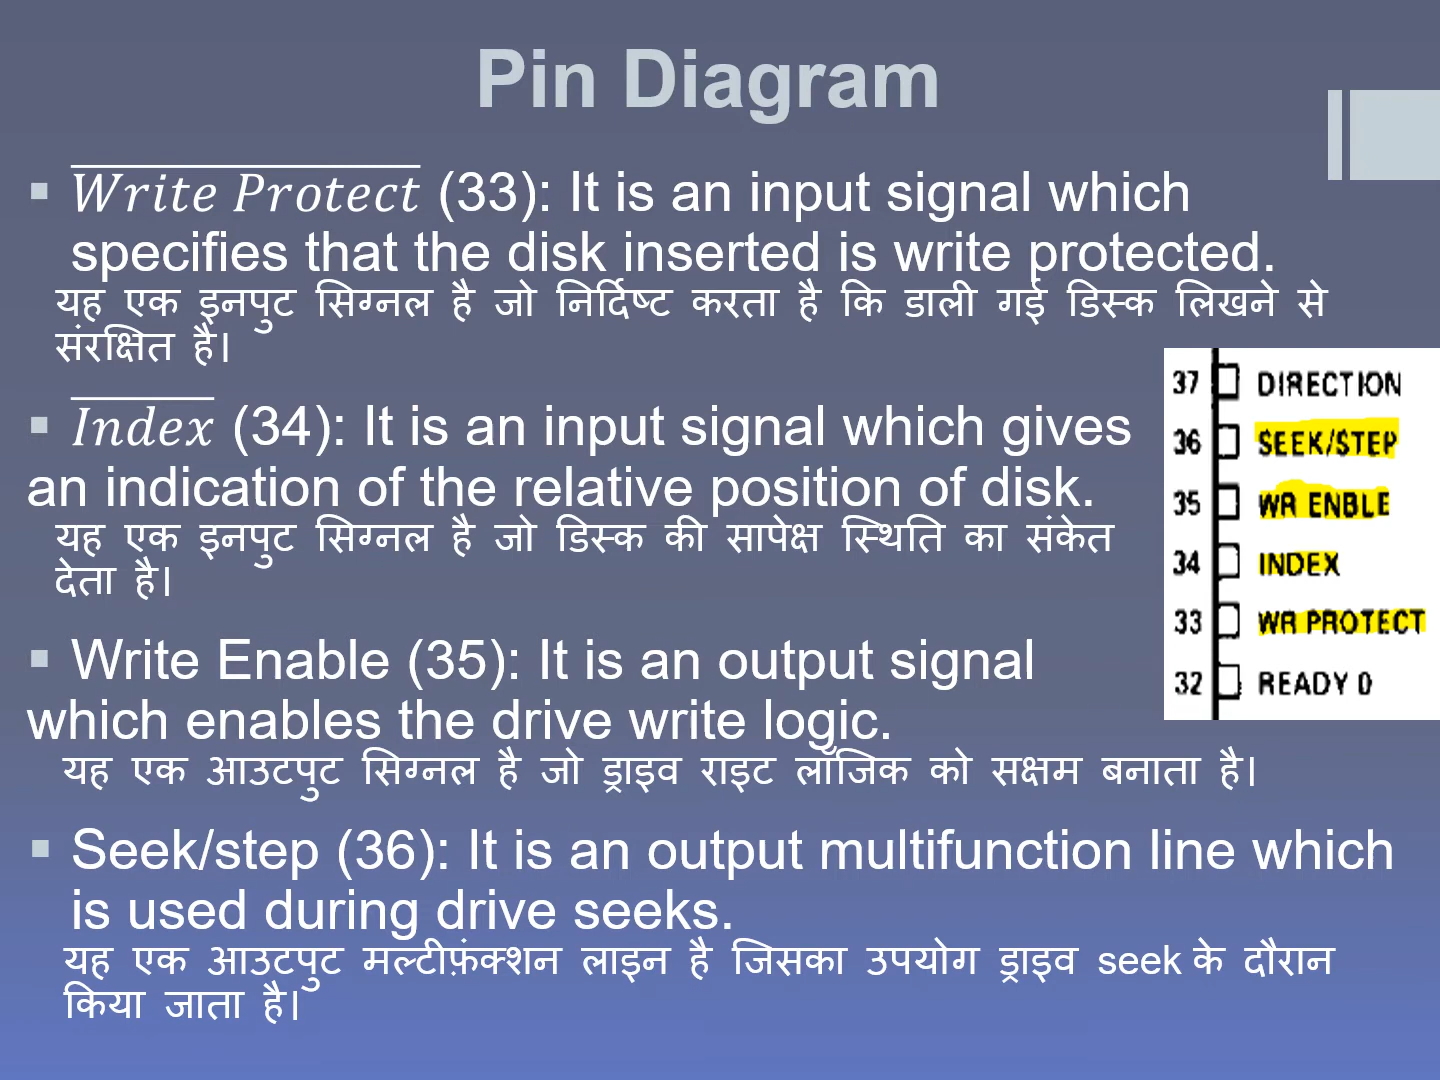 Pin Diagram
Write Protect (33): It is an input signal which
specifies that the disk inserted is write protected.
यह एक इनपुट सिग्नल है जो निर्दिष्ट करता है कि डाली गई डिस्क लिखने से
संरक्षित है।
Index (34): It is an input signal which gives
an indication of the relative position of disk.
यह एक इनपुट सिग्नल है जो डिस्क की सापेक्ष स्थिति का संकेत
देता है।
Write Enable (35): It is an output signal
which enables the drive write logic.
यह एक आउटपुट सिग्नल है जो ड्राइव राइट लॉजिक को सक्षम बनाता है।
Seek/step (36): It is an output multifunction line which
is used during drive seeks.
यह एक आउटपुट मल्टीफ़ंक्शन लाइन है जिसका उपयोग ड्राइव seek के दौरान
किया जाता है।
37 DIRECTION
36 SEEK/STEP
35 WR ENBLE
34 INDEX
33 WR PROTECT
32 READY 0